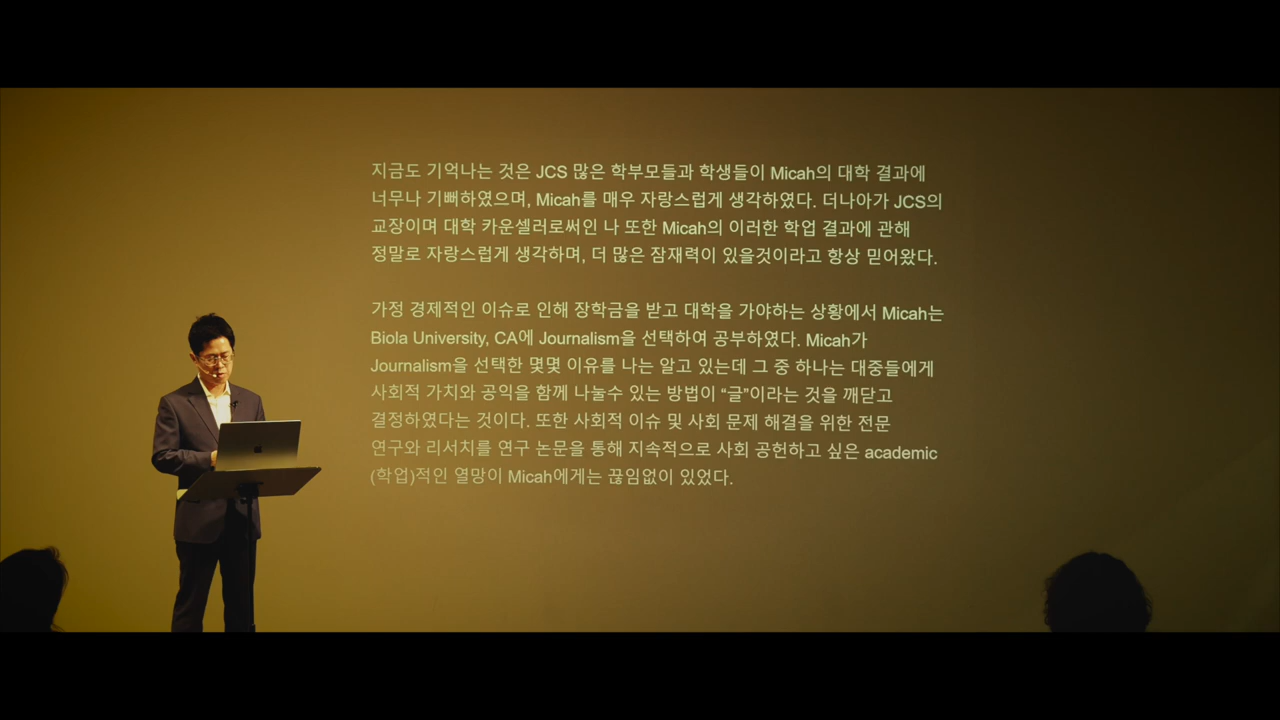 지금도 기억나는 것은 JCS 많은 학부모들과 학생들이 Micah의 대학 결과에
너무나 기뻐하였으며, Micah를 매우 자랑스럽게 생각하였다. 더나아가 JCS의
교장이며 대학 카운셀러로써인 나 또한 Micah의 이러한 학업 결과에 관해
정말로 자랑스럽게 생각하며, 더 많은 잠재력이 있을것이라고 항상 믿어왔다.
가정 경제적인 이슈로 인해 장학금을 받고 대학을 가야하는 상황에서 Micah는
Biola University, CA에 Journalism을 선택하여 공부하였다. Micah가
Journalism을 선택한 몇몇 이유를 나는 알고 있는데 그 중 하나는 대중들에게
사회적 가치와 공익을 함께 나눌수 있는 방법이 “글”이라는 것을 깨닫고
결정하였다는 것이다. 또한 사회적 이슈 및 사회 문제 해결을 위한 전문
연구와 리서치를 연구 논문을 통해 지속적으로 사회 공헌하고 싶은 academic
(학업)적인 열망이 Micah에게는 끊임없이 있었다.